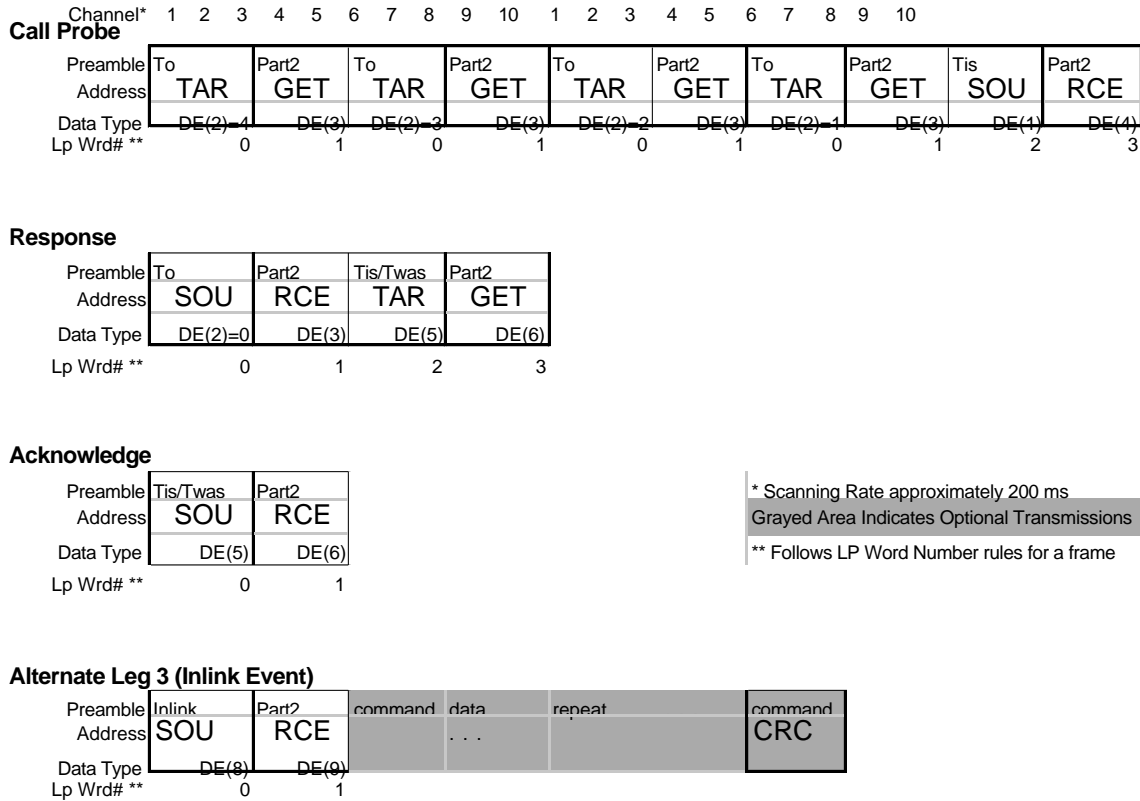 Channel* 1 2 3 4 5 6 7 8 9 10 1 2 3 4 5 6 7 8 9 10
Call Probe
Preamble To Part2 To Part2 To Part2 To Part2 Tis Part2
Address TAR GET TAR GET TAR GET TAR GET SOU RCE
Data Type DE(2)=4 DE(3) DE(2)=3 DE(3) DE(2)=2 DE(3) DE(2)=1 DE(3) DE(1) DE(4)
Lp Wrd# ** 0 1 0 1 0 1 0 1 2 3
Response
Preamble To Part2 Tis/Twas Part2
Address SOU RCE TAR GET
Data Type DE(2)=0 DE(3) DE(5) DE(6)
Lp Wrd# ** 0 1 2 3
Acknowledge
Preamble Tis/Twas Part2
Address SOU RCE
Data Type DE(5) DE(6)
Lp Wrd# ** 0 1
* Scanning Rate approximately 200 ms
Grayed Area Indicates Optional Transmissions
** Follows LP Word Number rules for a frame
Alternate Leg 3 (Inlink Event)
Preamble Inlink Part2 command data repeat command
Address SOU RCE . . . CRC
Data Type DE(8) DE(9)
Lp Wrd# ** 0 1